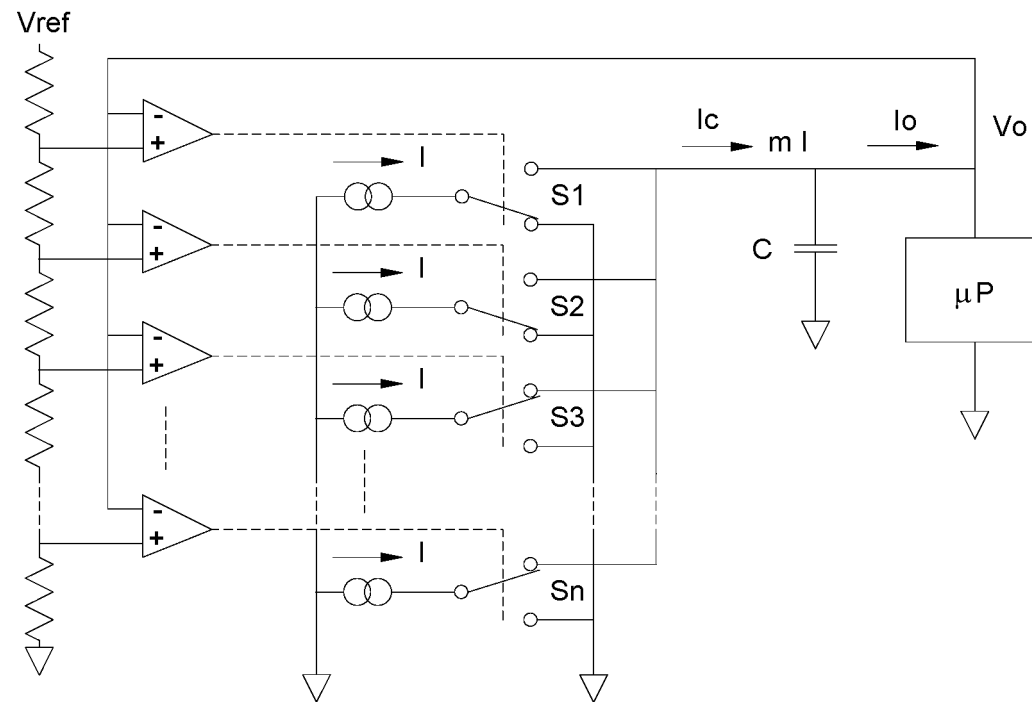 Vref
Ic
m I
Io
Vo
-
+
I
S1
-
+
I
S2
C
µP
-
+
I
S3
-
+
I
Sn